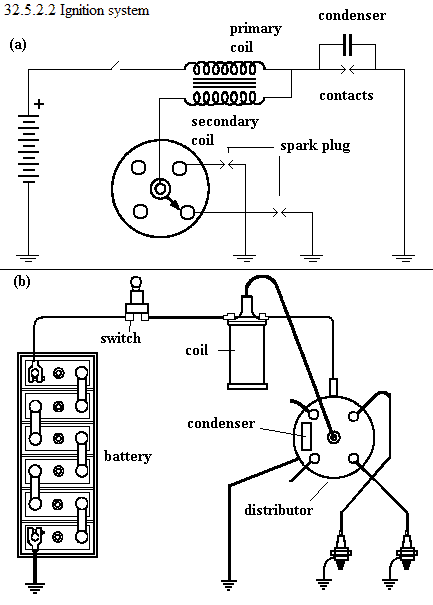 32.5.2.2 Ignition system
(a)
primary
coil
condenser
contacts
+
secondary
coil
spark plug
(b)
switch
coil
condenser
battery
distributor